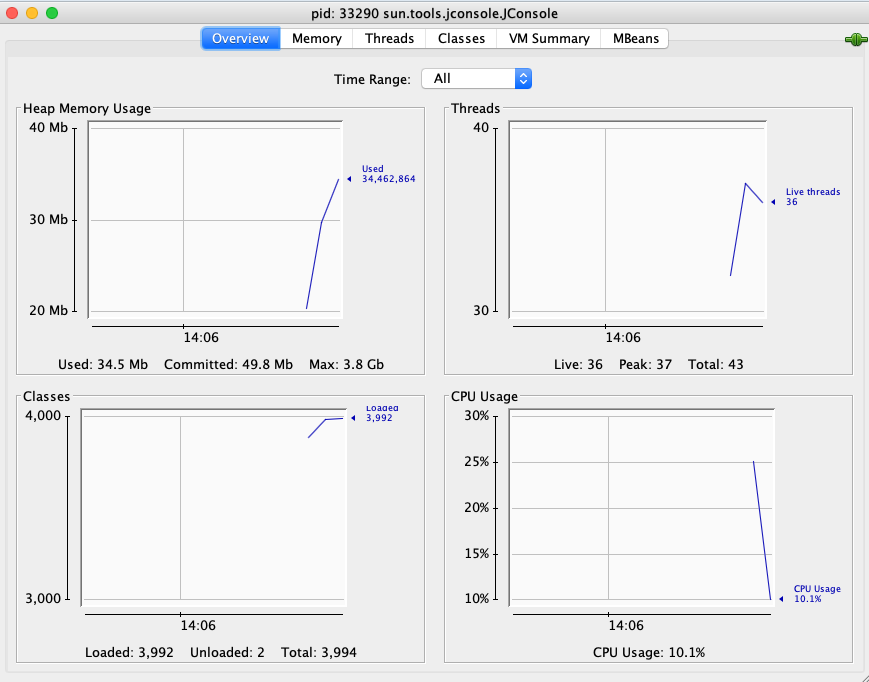 pid: 33290 sun.tools.jconsole.JConsole
Overview Memory Threads Classes VM Summary MBeans
Time Range: All
Heap Memory Usage
40 Mb
30 Mb
20 Mb
Used
34,462,864
14:06
Used: 34.5 Mb Committed: 49.8 Mb Max: 3.8 Gb
Threads
40
30
Live threads
36
14:06
Live: 36 Peak: 37 Total: 43
Classes
4,000
3,000
Loaded
3,992
14:06
Loaded: 3,992 Unloaded: 2 Total: 3,994
CPU Usage
30%
25%
20%
15%
10%
CPU Usage
10.1%
14:06
CPU Usage: 10.1%